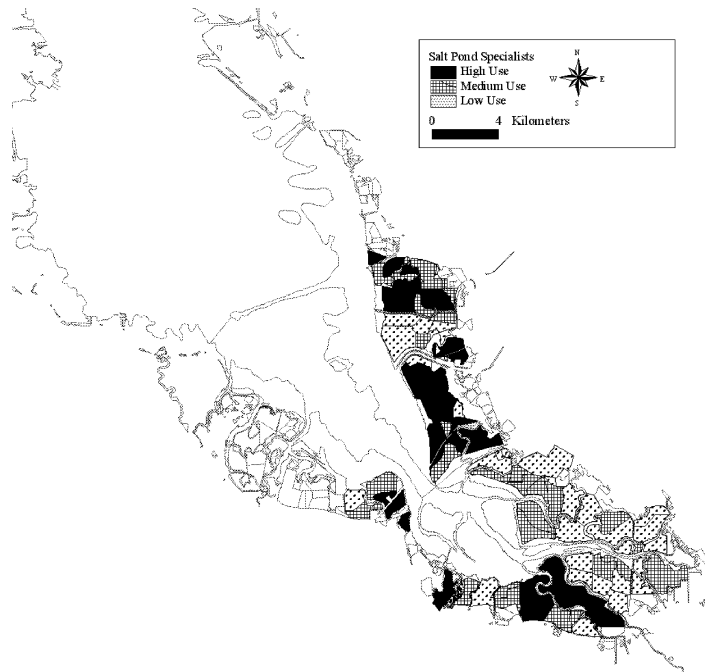 Salt Pond Specialists
High Use
Medium Use
Low Use
0 4 Kilometers
N
W E
S